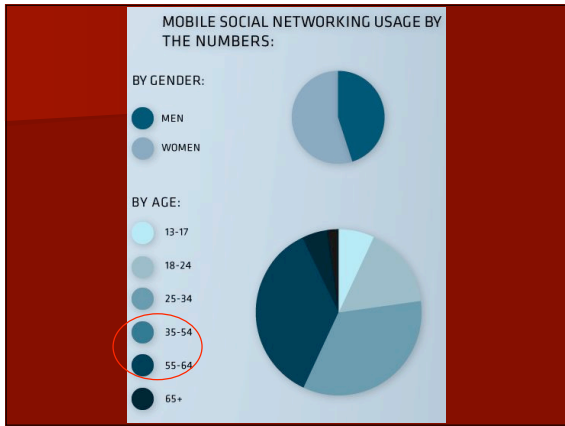 MOBILE SOCIAL NETWORKING USAGE BY
THE NUMBERS:
BY GENDER:
MEN
WOMEN
BY AGE:
13-17
18-24
25-34
35-54
55-64
65+